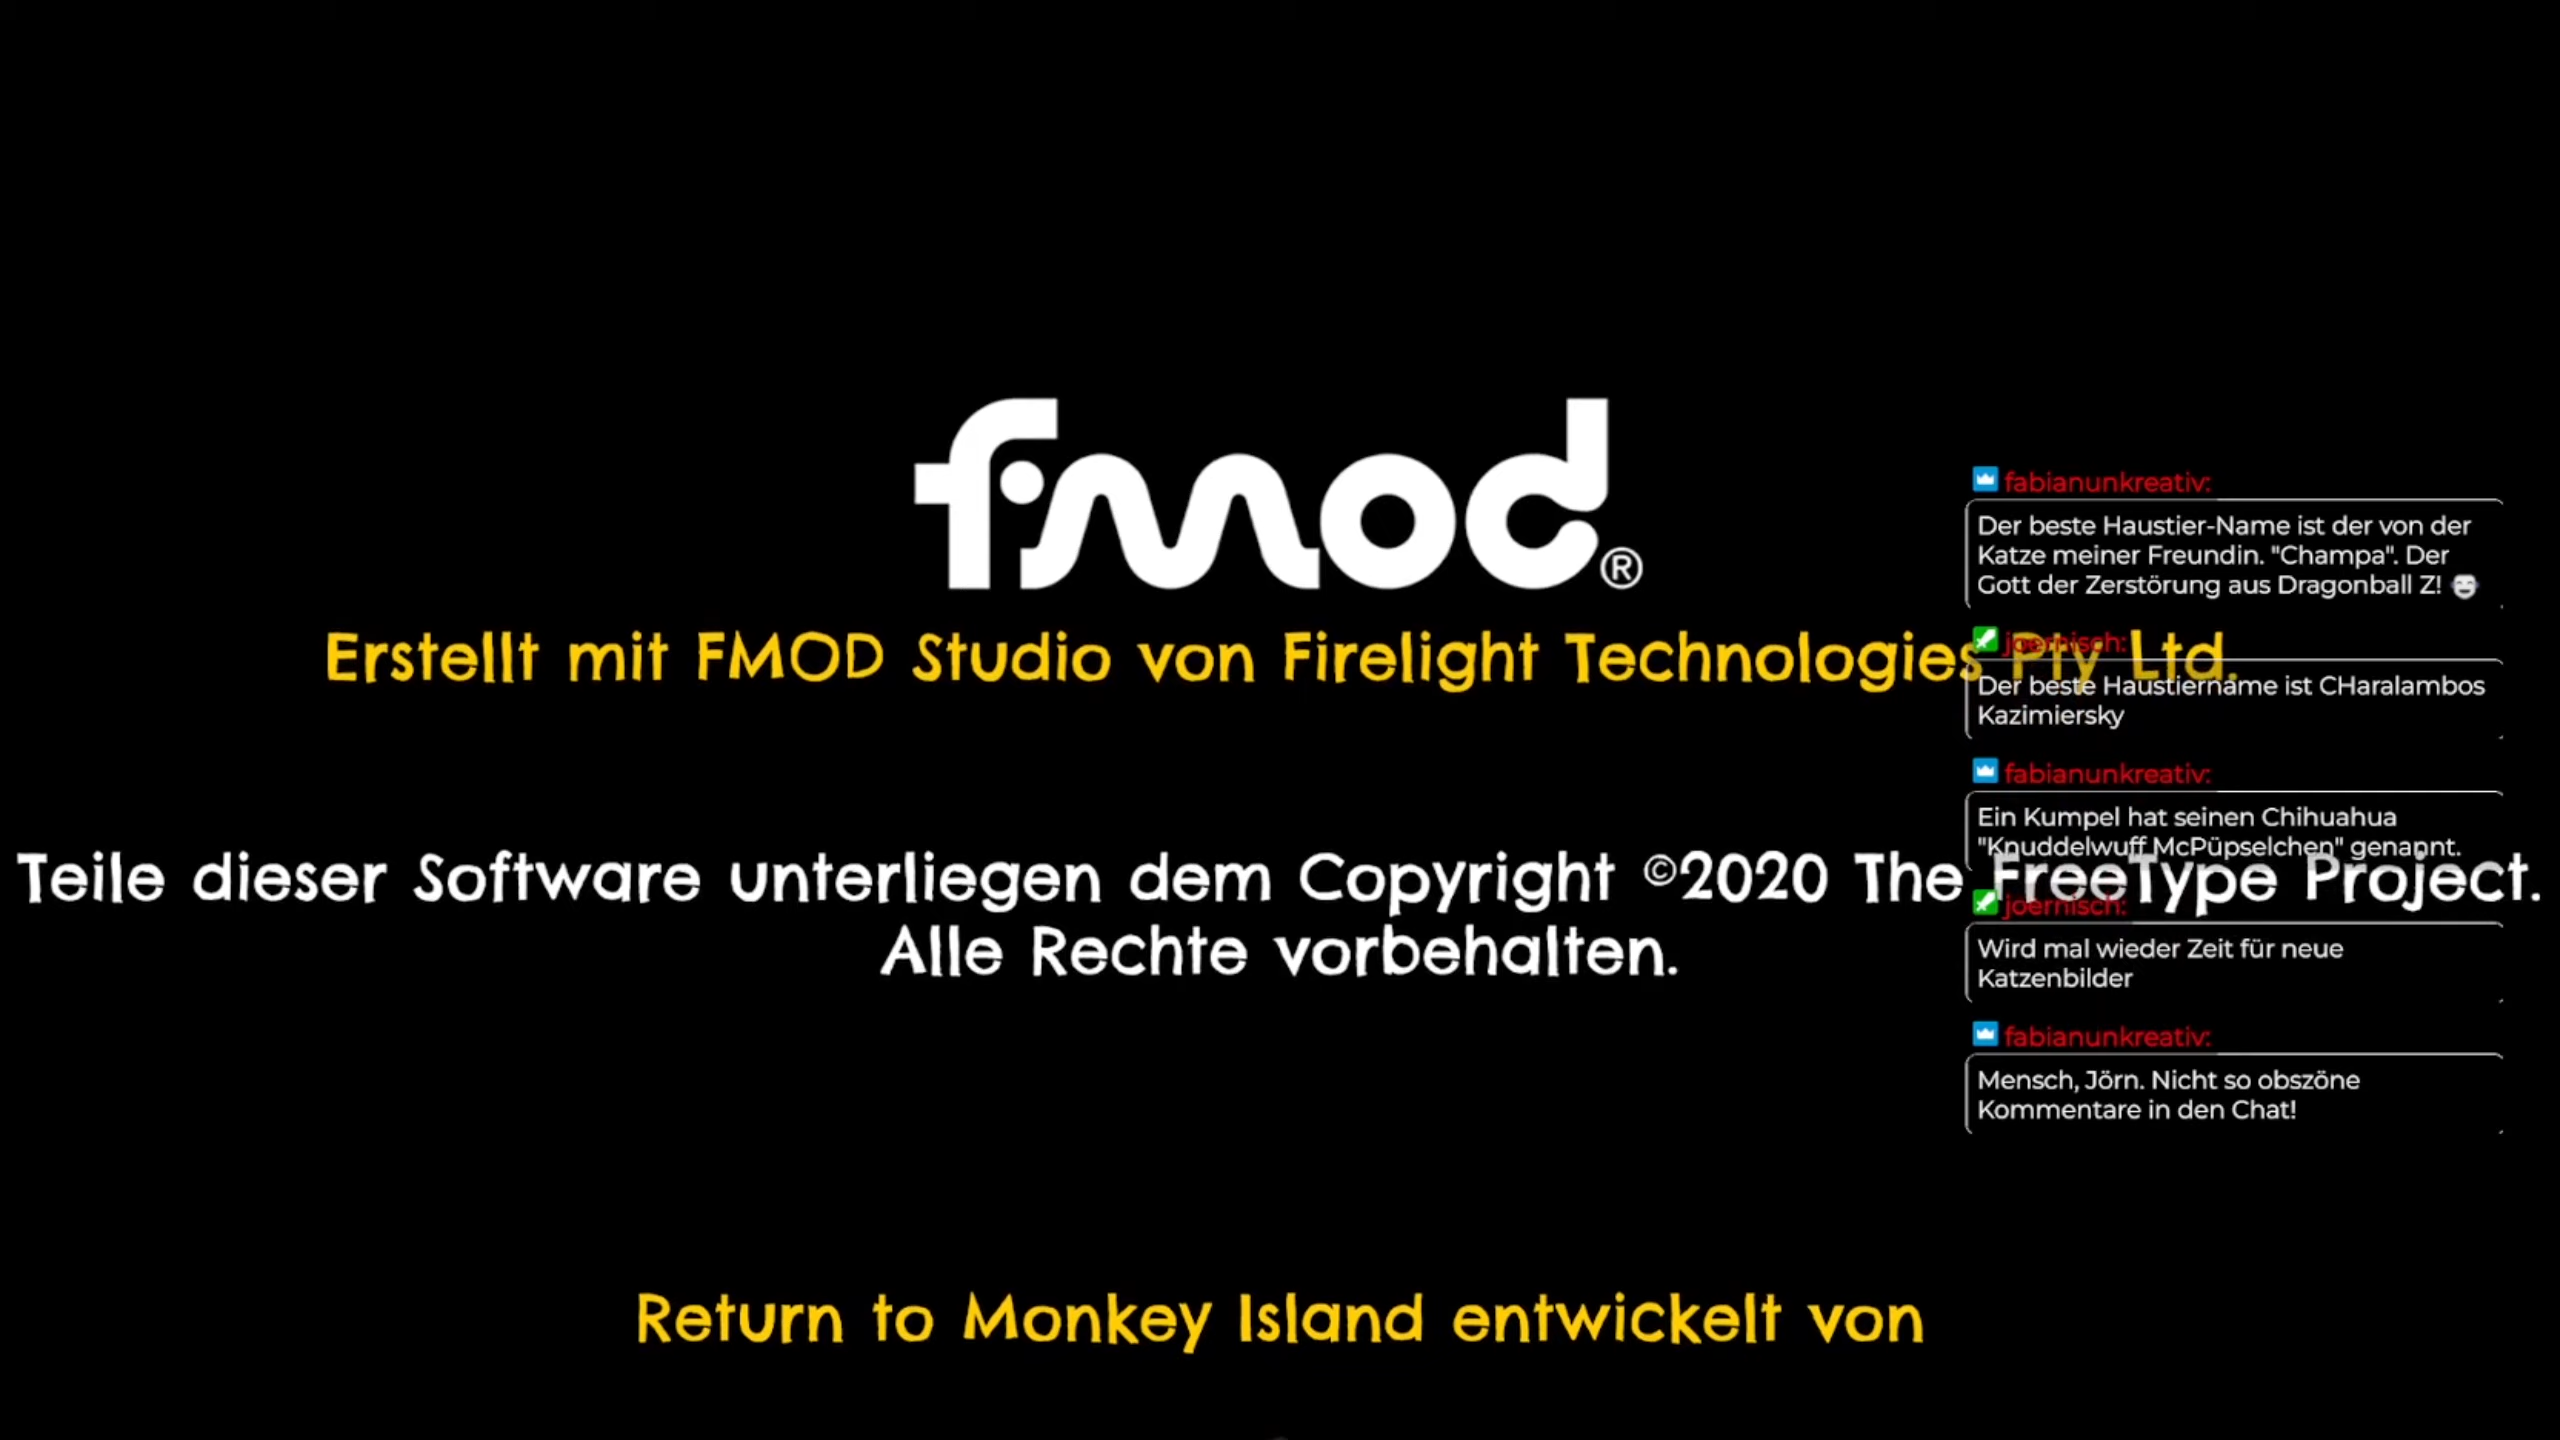 fmod®
Erstellt mit FMOD Studio von Firelight Technologies Pty Ltd.
Teile dieser Software unterliegen dem Copyright ©2020 The FreeType Project.
Alle Rechte vorbehalten.
Return to Monkey Island entwickelt von
fabianunkreativ:
Der beste Haustier-Name ist der von der
Katze meiner Freundin. "Champa". Der
Gott der Zerstörung aus Dragonball Z!
joernisch:
Der beste Haustiername ist CHaralambos
Kazimiersky
fabianunkreativ:
Ein Kumpel hat seinen Chihuahua
"Knuddelwuff McPüpselchen" genannt.
joernisch:
Wird mal wieder Zeit für neue
Katzenbilder
fabianunkreativ:
Mensch, Jörn. Nicht so obszöne
Kommentare in den Chat!